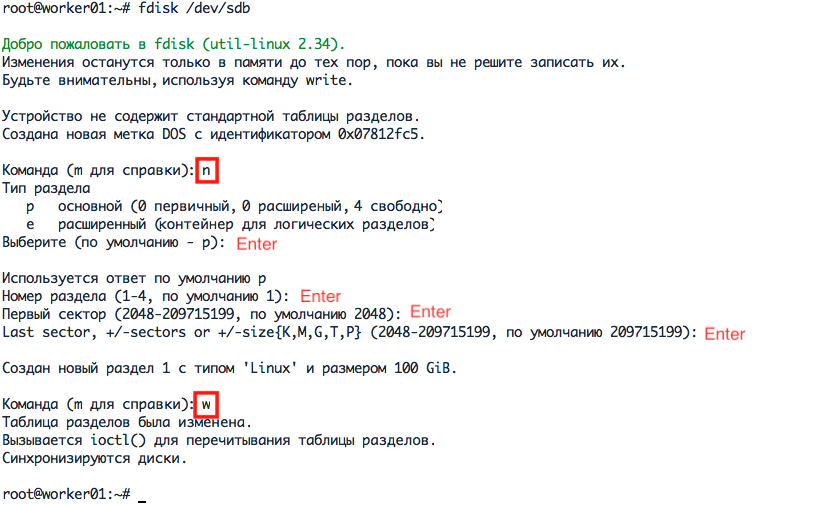 root@worker01:~# fdisk /dev/sdb
Добро пожаловать в fdisk (util-linux 2.34).
Изменения останутся только в памяти до тех пор, пока вы не решите записать их.
Будьте внимательны, используя команду write.
Устройство не содержит стандартной таблицы разделов.
Создана новая метка DOS с идентификатором 0x07812fc5.
Команда (m для справки): n
Тип раздела
p основной (0 первичный, 0 расширеный, 4 свободно)
e расширенный (контейнер для логических разделов)
Выберите (по умолчанию - p): Enter
Используется ответ по умолчанию p
Номер раздела (1-4, по умолчанию 1): Enter
Первый сектор (2048-209715199, по умолчанию 2048): Enter
Last sector, +/-sectors or +/-size{K,M,G,T,P} (2048-209715199, по умолчанию 209715199): Enter
Создан новый раздел 1 с типом 'Linux' и размером 100 GiB.
Команда (m для справки): w
Таблица разделов была изменена.
Вызывается ioctl() для перечитывания таблицы разделов.
Синхронизируются диски.
root@worker01:~# _